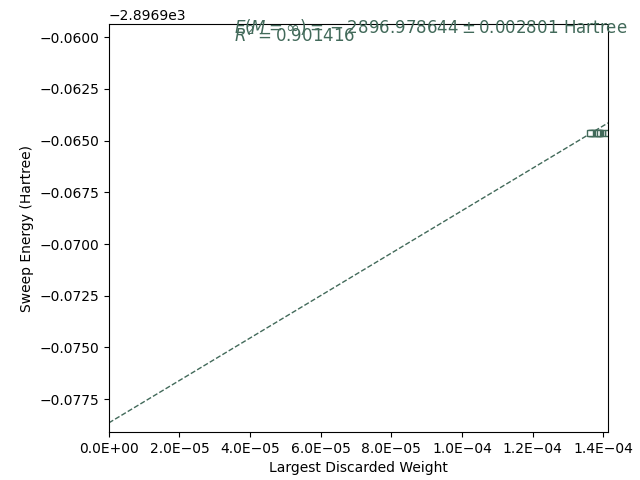 −2.8969e3
E(M = ∞) = −2896.978644 ± 0.002801 Hartree
R² = 0.901416
−0.0600
−0.0625
−0.0650
−0.0675
−0.0700
−0.0725
−0.0750
−0.0775
Sweep Energy (Hartree)
0.0E+00 2.0E−05 4.0E−05 6.0E−05 8.0E−05 1.0E−04 1.2E−04 1.4E−04
Largest Discarded Weight